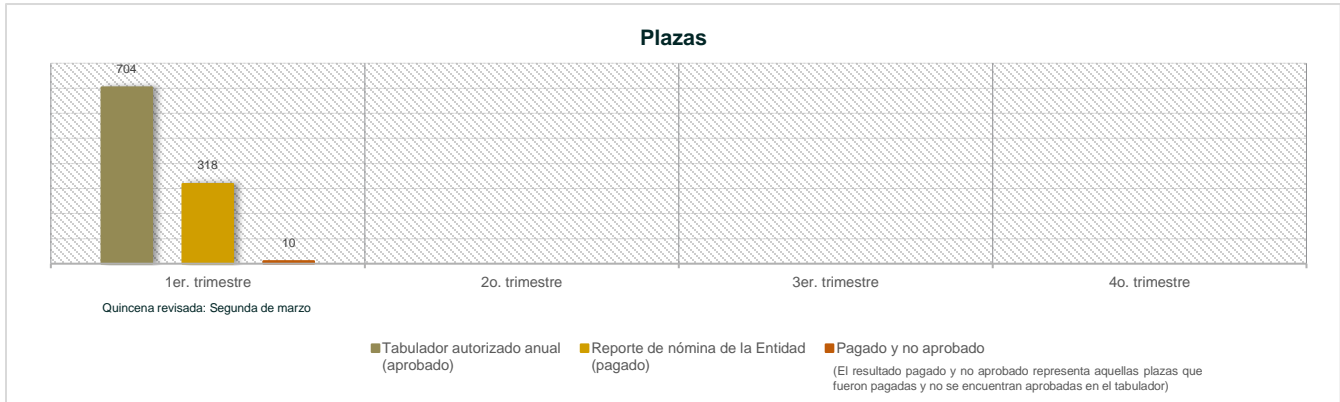 Plazas
704
318
10
1er. trimestre
2o. trimestre
3er. trimestre
4o. trimestre
Quincena revisada: Segunda de marzo
Tabulador autorizado anual
(aprobado)
Reporte de nómina de la Entidad
(pagado)
Pagado y no aprobado
(El resultado pagado y no aprobado representa aquellas plazas que
fueron pagadas y no se encuentran aprobadas en el tabulador)